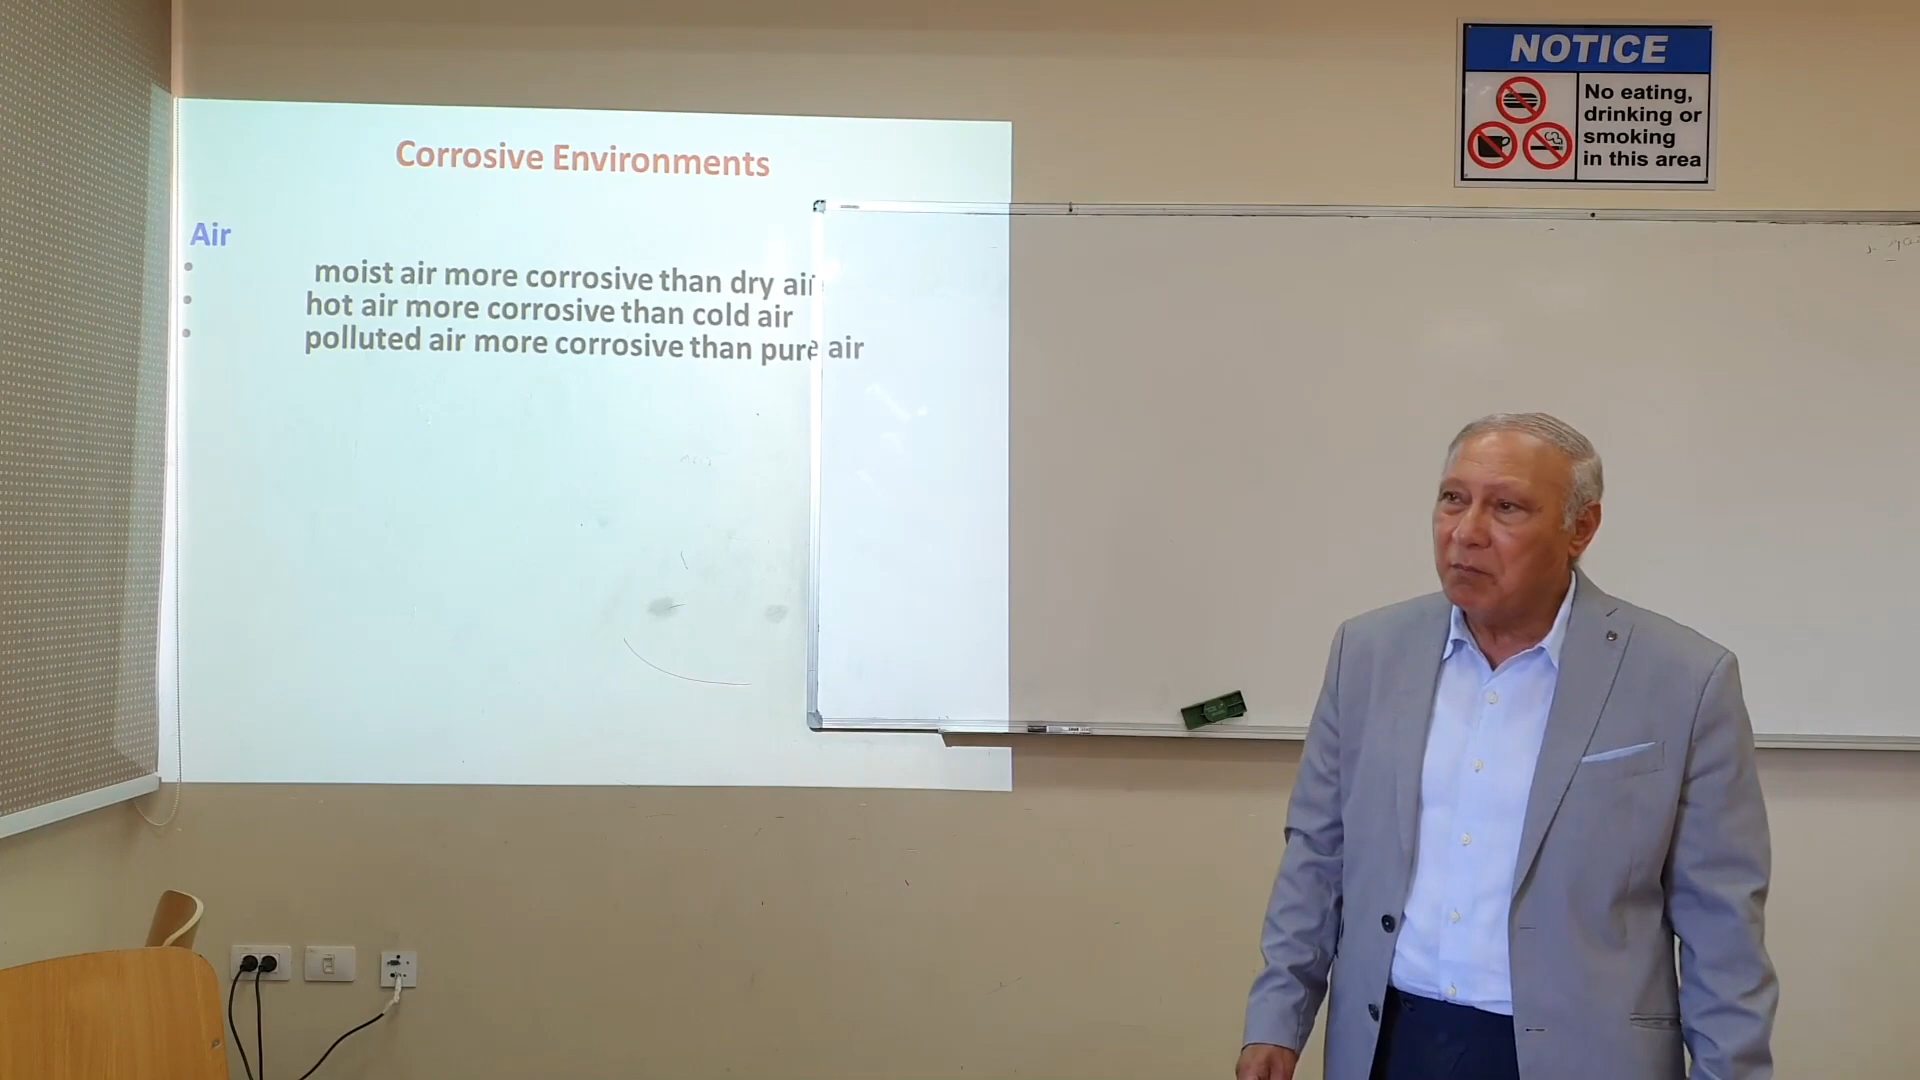 Corrosive Environments
Air
moist air more corrosive than dry air
hot air more corrosive than cold air
polluted air more corrosive than pure air
NOTICE
No eating,
drinking or
smoking
in this area